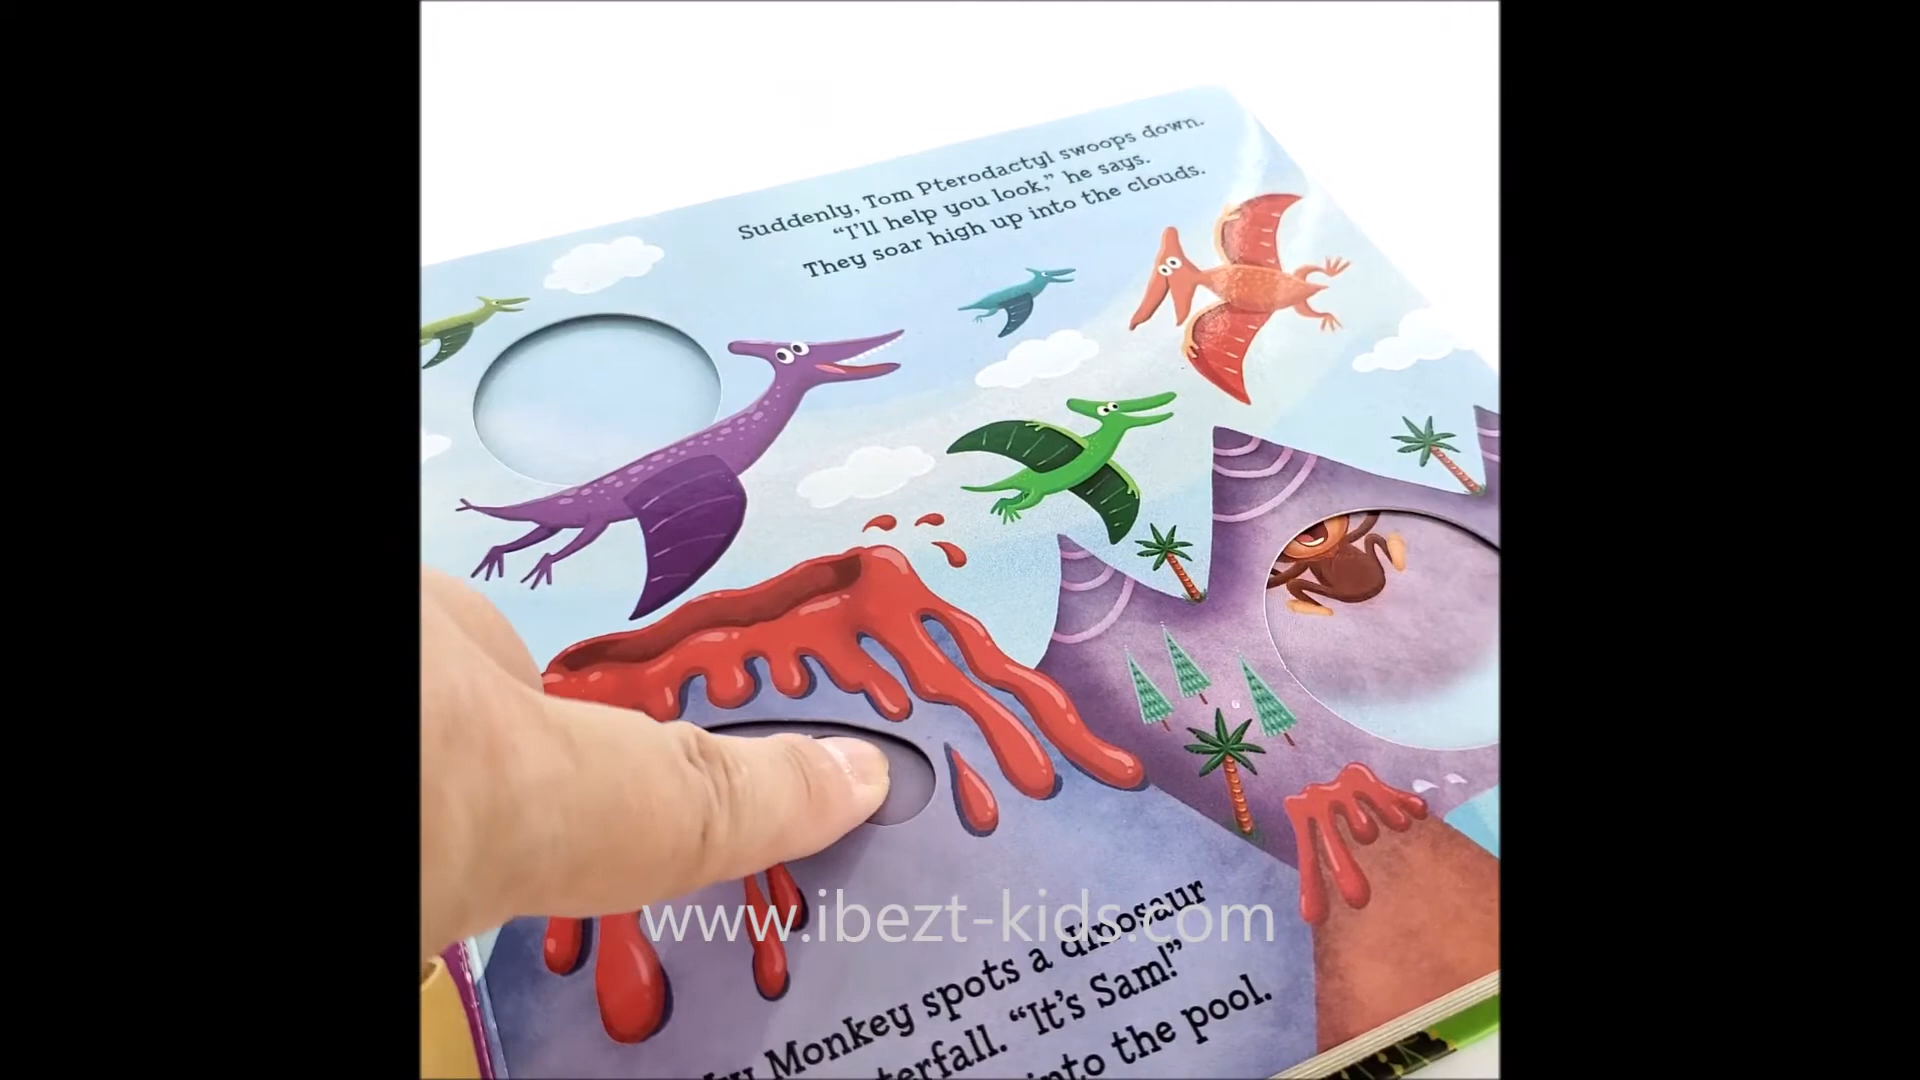 Suddenly, Tom Pterodactyl swoops down.
“I’ll help you look,” he says.
They soar high up into the clouds.
www.ibezt-kids.com
Monkey spots a dinosaur
“It’s Sam!”
into the pool.